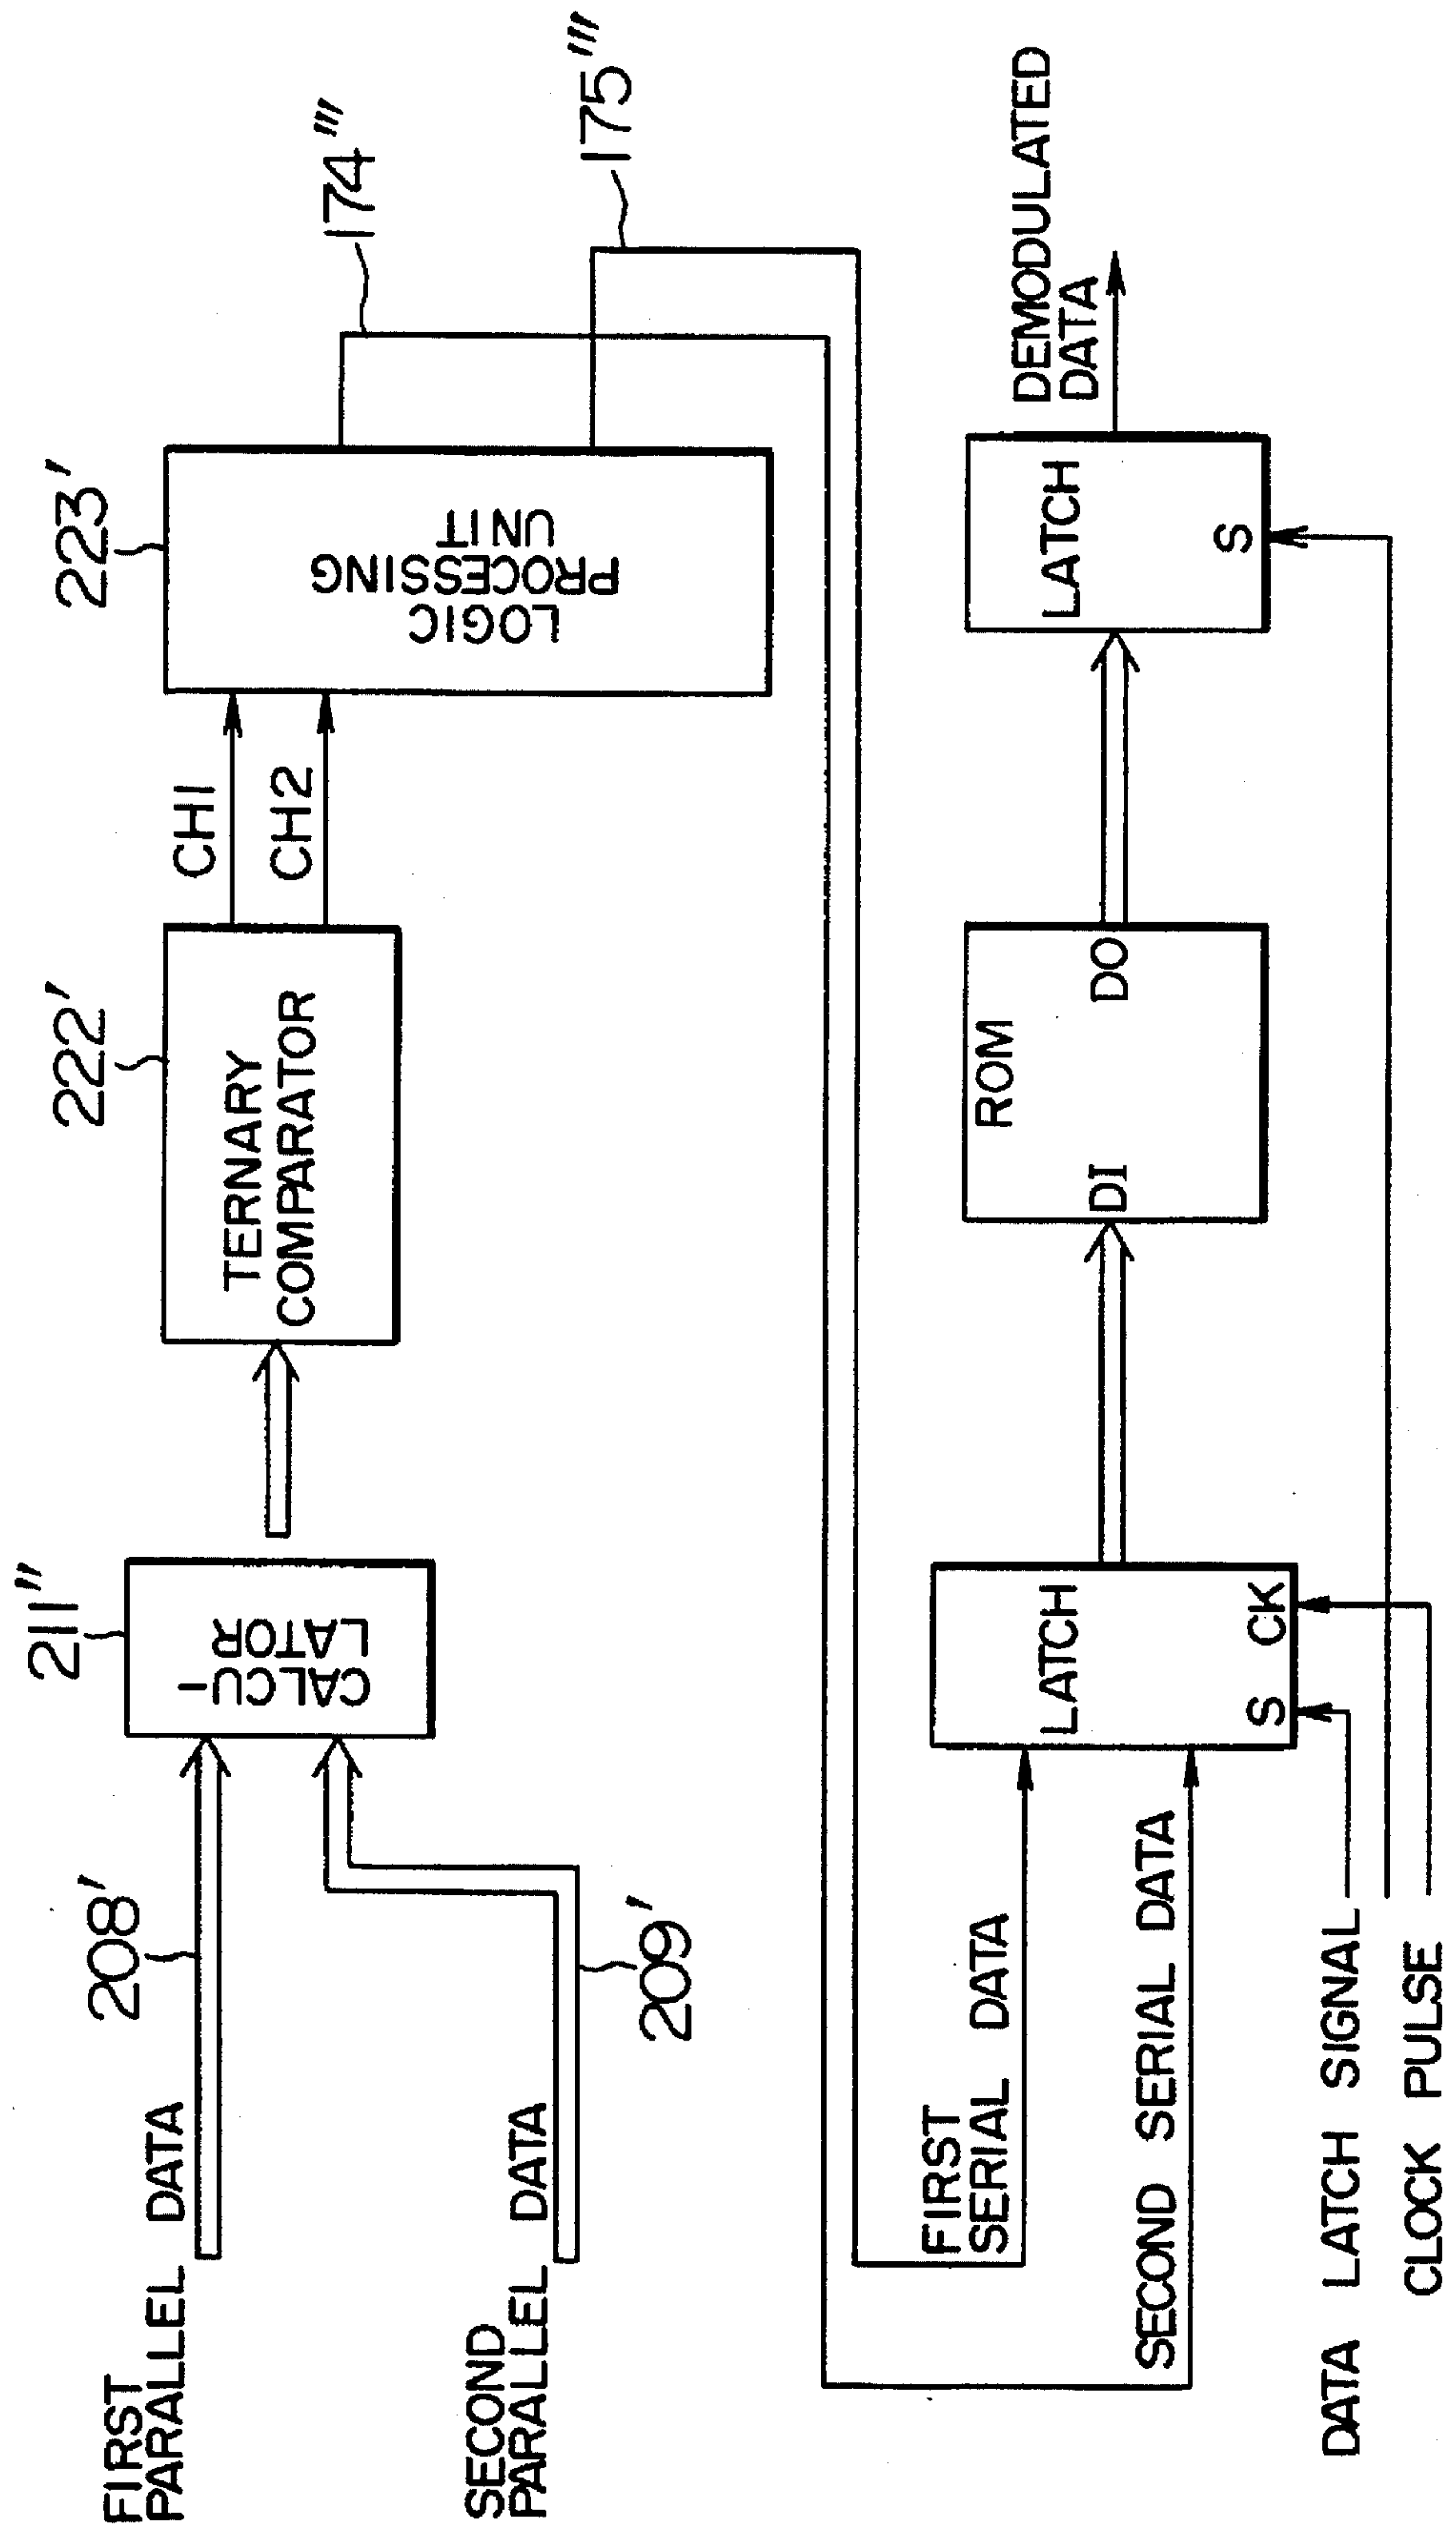 FIRST
PARALLEL DATA
208'
SECOND
PARALLEL DATA
209'
211"
CALCU-
LATOR
222'
TERNARY
COMPARATOR
CH1
CH2
223'
LOGIC
PROCESSING
UNIT
174'''
175'''
FIRST
SERIAL DATA
SECOND SERIAL DATA
DATA LATCH SIGNAL
CLOCK PULSE
LATCH
S
CK
ROM
DI
DO
LATCH
S
DEMODULATED
DATA